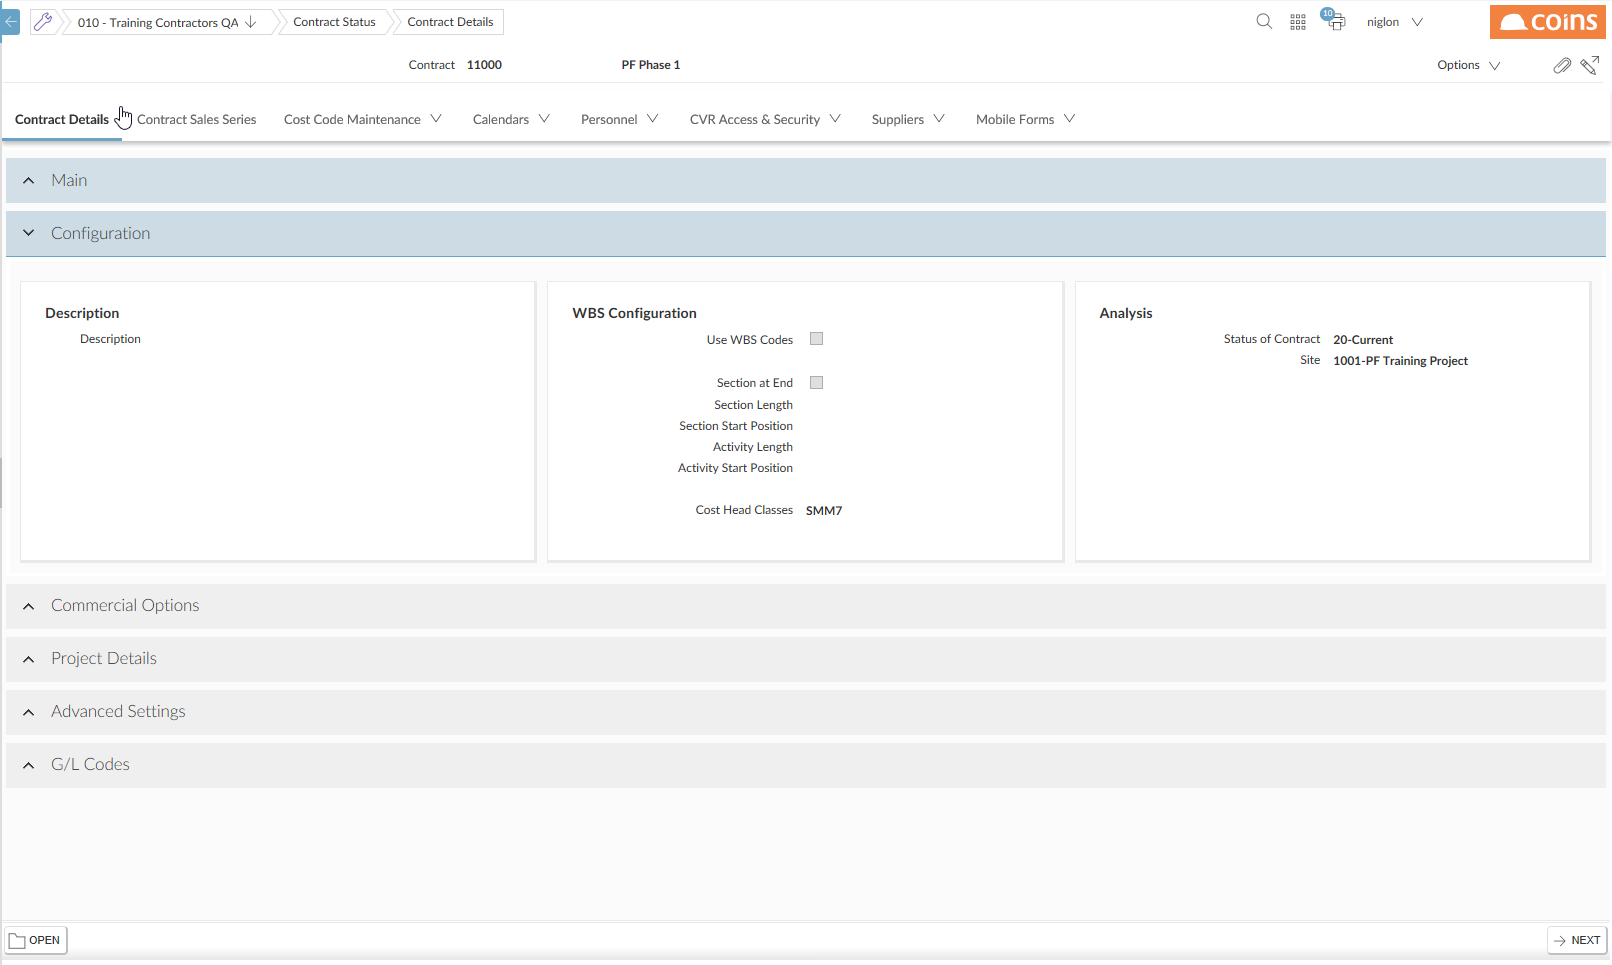 010 - Training Contractors QA
Contract Status
Contract Details
10
niglon
coins
Contract 11000
PF Phase 1
Options
Contract Details
Contract Sales Series
Cost Code Maintenance
Calendars
Personnel
CVR Access & Security
Suppliers
Mobile Forms
Main
Configuration
Description
Description
WBS Configuration
Use WBS Codes
Section at End
Section Length
Section Start Position
Activity Length
Activity Start Position
Cost Head Classes SMM7
Analysis
Status of Contract 20-Current
Site 1001-PF Training Project
Commercial Options
Project Details
Advanced Settings
G/L Codes
OPEN
NEXT